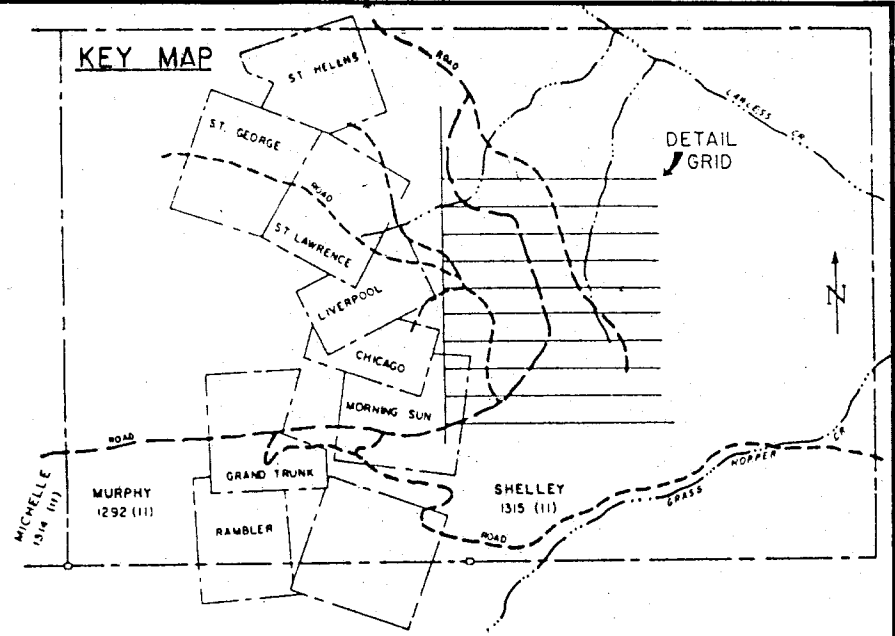 KEY MAP
ST HELENS
ROAD
LAWLESS CR.
ST. GEORGE
DETAIL
GRID
ROAD
ST LAWRENCE
LIVERPOOL
N
CHICAGO
MORNING SUN
ROAD
GRAND TRUNK
MICHELLE
1314 (11)
MURPHY
1292 (11)
SHELLEY
1315 (11)
GRASS HOPPER CR
RAMBLER
ROAD